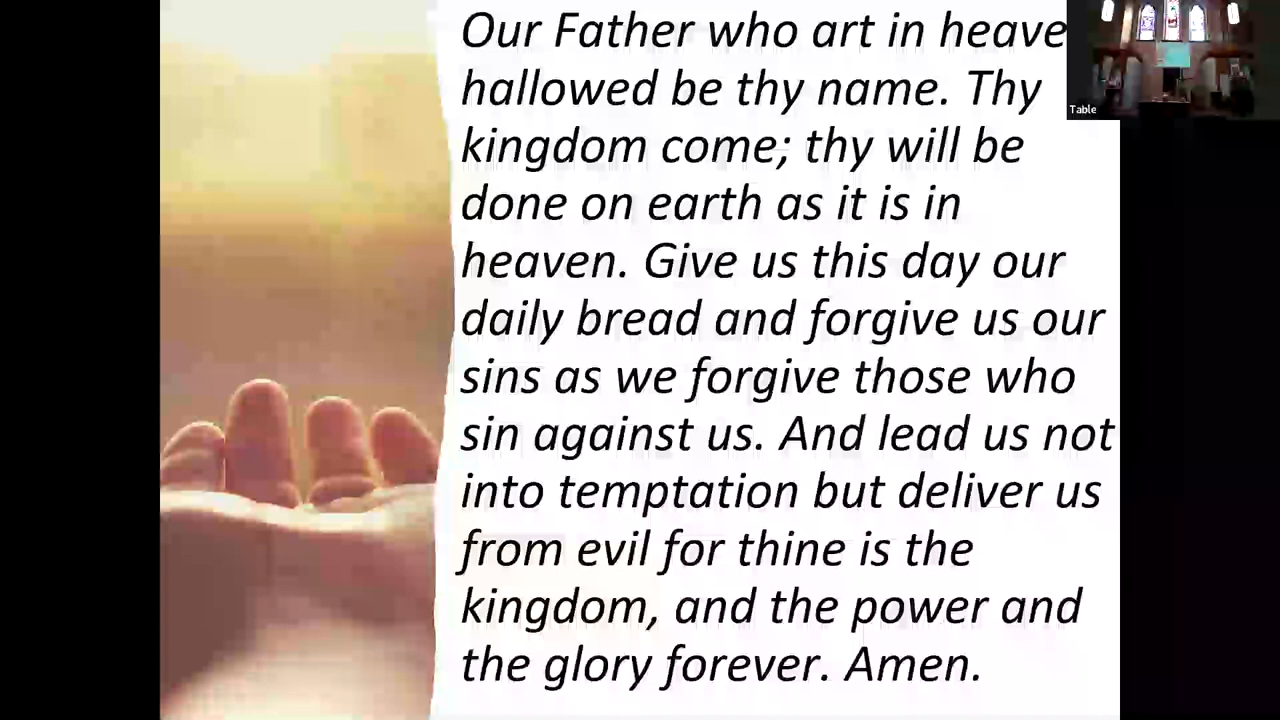 Our Father who art in heave
hallowed be thy name. Thy
kingdom come; thy will be
done on earth as it is in
heaven. Give us this day our
daily bread and forgive us our
sins as we forgive those who
sin against us. And lead us not
into temptation but deliver us
from evil for thine is the
kingdom, and the power and
the glory forever. Amen.
Table